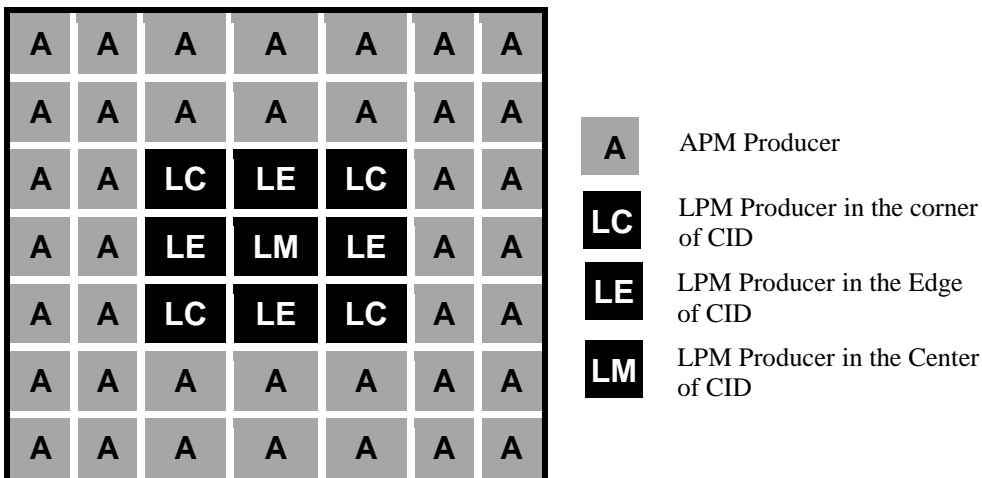 A A A A A A A
A A A A A A A
A A LC LE LC A A
A A LE LM LE A A
A A LC LE LC A A
A A A A A A A
A A A A A A A
A APM Producer
LC LPM Producer in the corner
of CID
LE LPM Producer in the Edge
of CID
LM LPM Producer in the Center
of CID